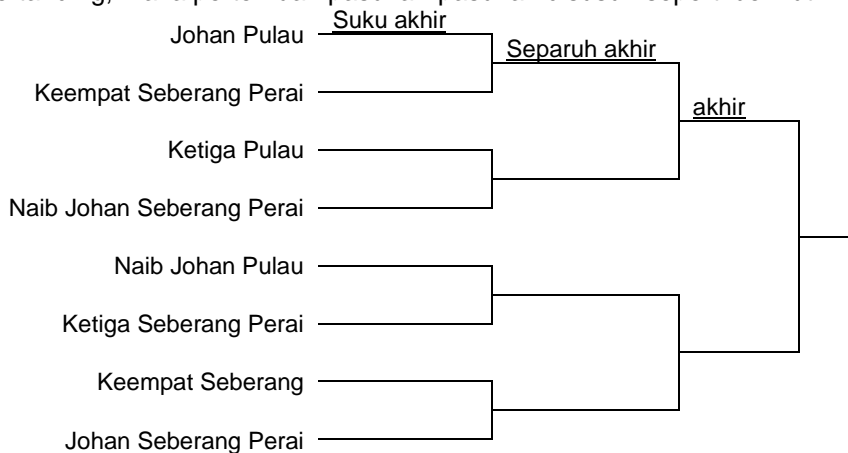 Johan Pulau
Suku akhir
Separuh akhir
Keempat Seberang Perai
akhir
Ketiga Pulau
Naib Johan Seberang Perai
Naib Johan Pulau
Ketiga Seberang Perai
Keempat Seberang
Johan Seberang Perai